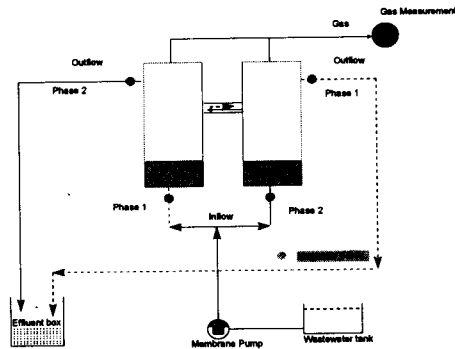 Gas Measurement
Gas
Outflow
Outflow
Phase 2
Phase 1
Phase 1
Phase 2
Inflow
Effluent box
Membrane Pump
Wastewater tank